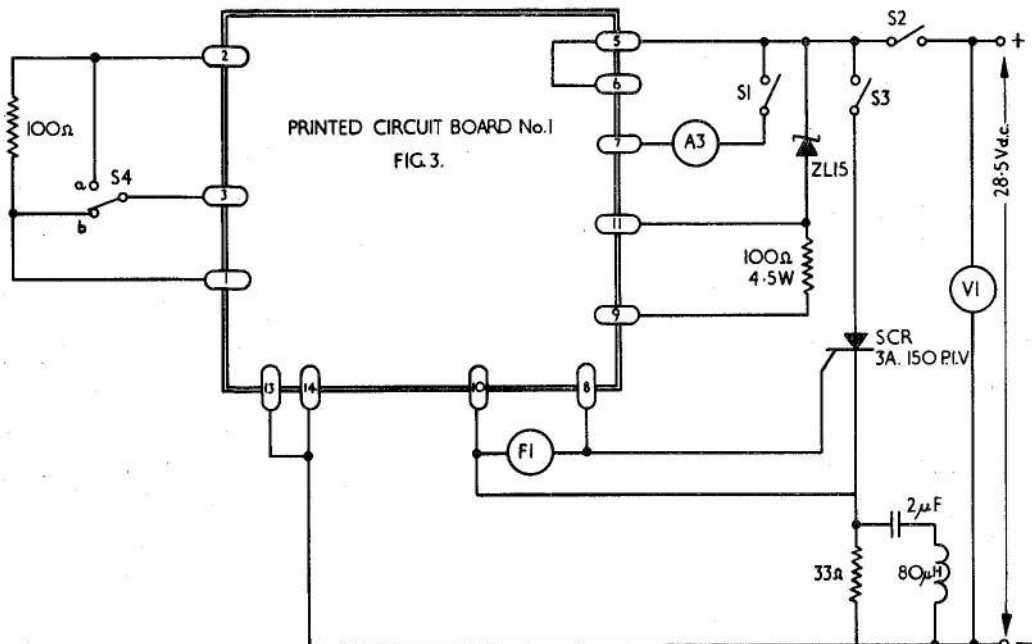 S2
+
5
2
6
S1
S3
100Ω
PRINTED CIRCUIT BOARD No.1
FIG 3.
7
A3
ZL15
28·5 V d.c.
a
S4
3
b
11
100Ω
4·5W
V1
1
9
SCR
3A. 150 P.I.V
13
14
10
8
F1
2μF
33Ω
80μH
-